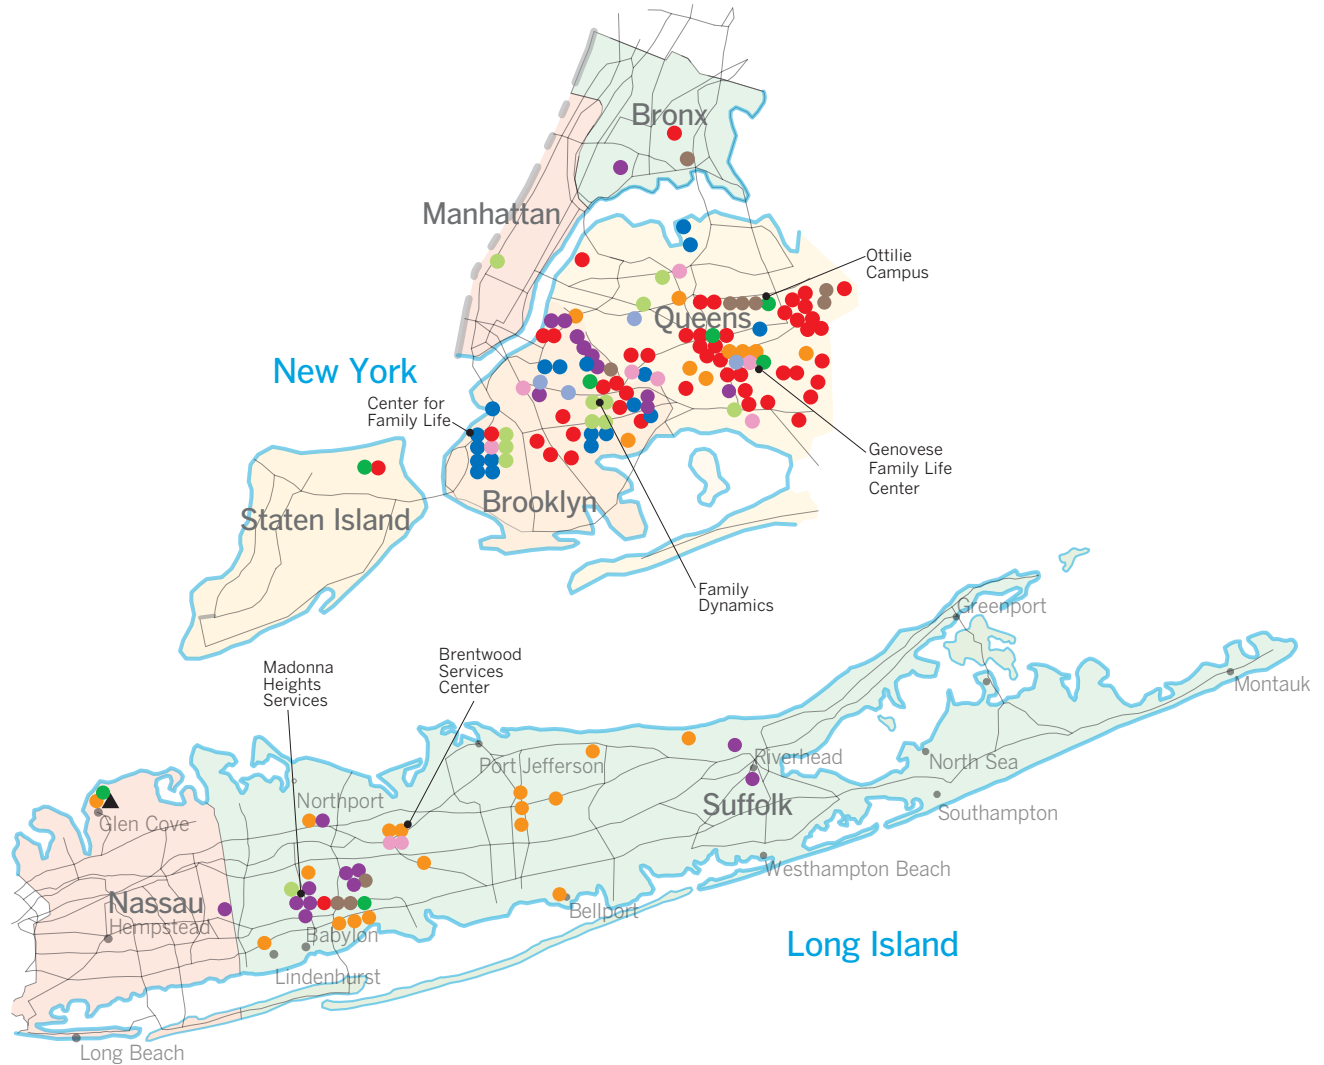 Bronx
Manhattan
Ottilie
Campus
Queens
New York
Center for
Family Life
Genovese
Family Life
Center
Brooklyn
Staten Island
Family
Dynamics
Greenport
Madonna
Heights
Services
Brentwood
Services
Center
Montauk
Port Jefferson
Riverhead
North Sea
Northport
Suffolk
Southampton
Glen Cove
Westhampton Beach
Nassau
Hempstead
Bellport
Babylon
Long Island
Lindenhurst
Long Beach